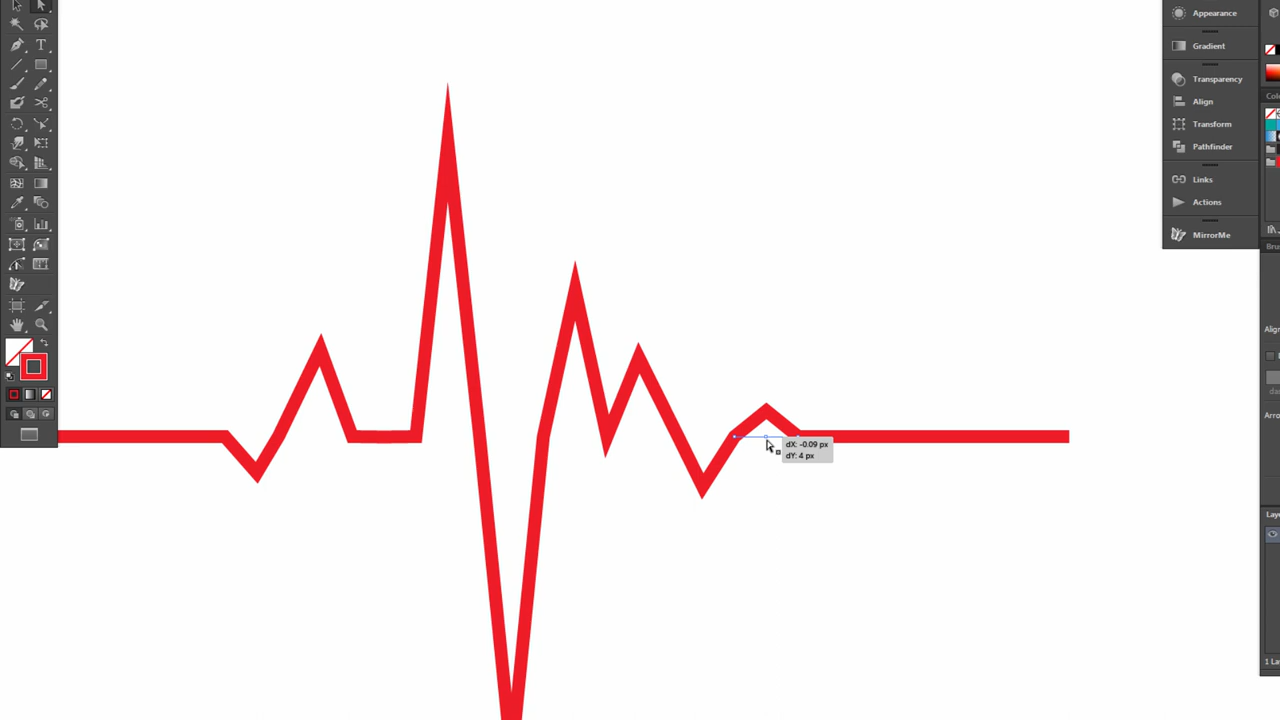 Appearance
Gradient
Transparency
Align
Transform
Pathfinder
Links
Actions
MirrorMe
dX: -0.09 px
dY: 4 px